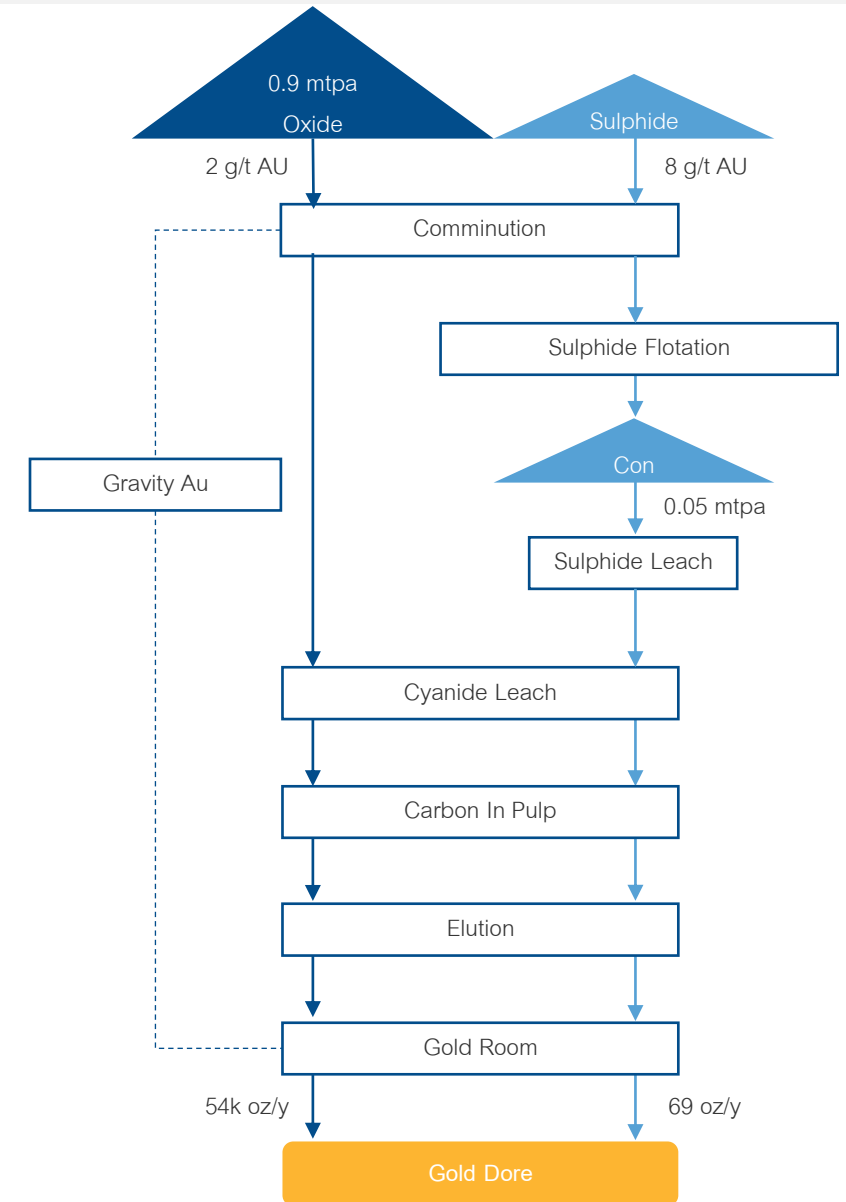 0.9 mtpa
Oxide
Sulphide
2 g/t AU
8 g/t AU
Comminution
Sulphide Flotation
Con
Gravity Au
0.05 mtpa
Sulphide Leach
Cyanide Leach
Carbon In Pulp
Elution
Gold Room
54k oz/y
69 oz/y
Gold Dore